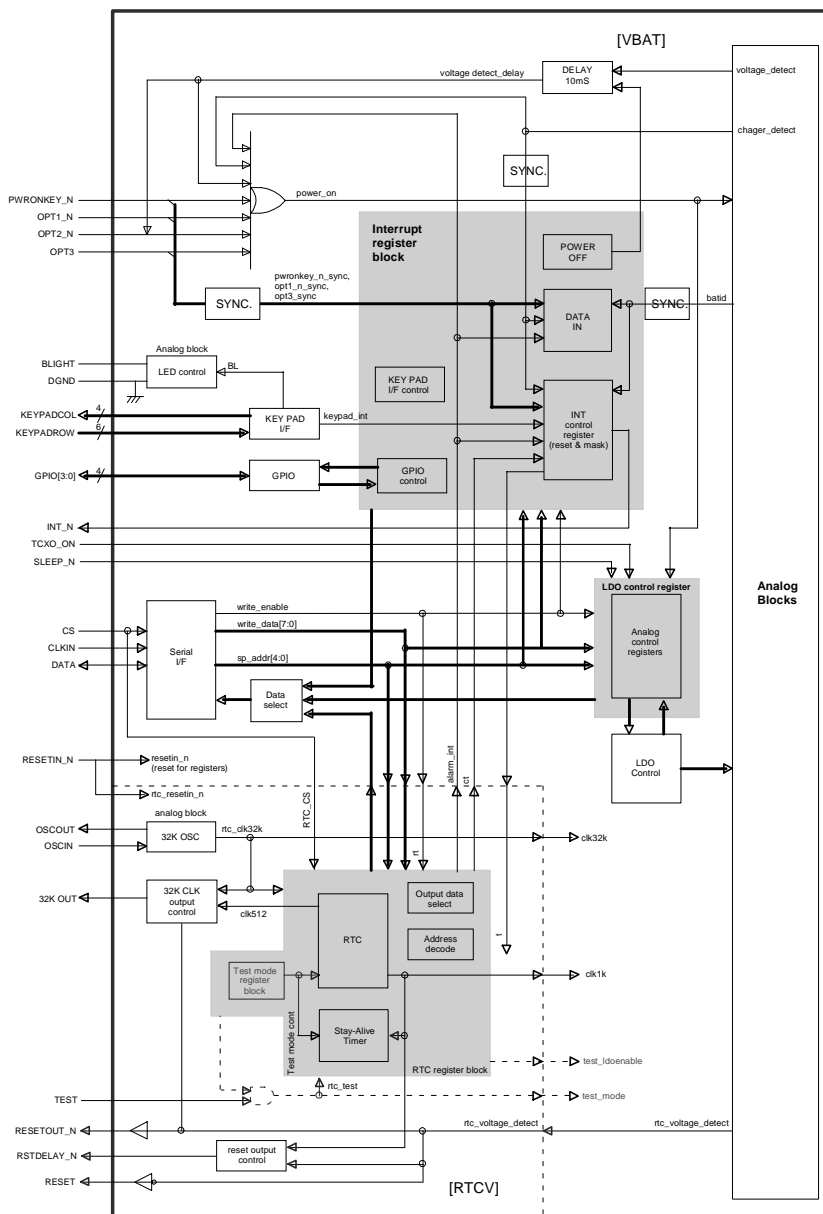 [VBAT]
voltage detect_delay
DELAY
10mS
voltage_detect
chager_detect
SYNC.
PWRONKEY_N
power_on
OPT1_N
OPT2_N
OPT3
Interrupt
register
block
POWER
OFF
pwronkey_n_sync,
opt1_n_sync,
opt3_sync
SYNC.
DATA
IN
SYNC.
batid
Analog block
BLIGHT
LED control
BL
DGND
KEY PAD
I/F control
KEYPADCOL
4
KEY PAD
I/F
keypad_int
KEYPADROW
6
INT
control
register
(reset & mask)
GPIO[3:0]
4
GPIO
GPIO
control
INT_N
TCXO_ON
SLEEP_N
LDO control register
Analog
Blocks
Analog
control
registers
write_enable
write_data[7:0]
sp_addr[4:0]
CS
CLKIN
DATA
Serial
I/F
Data
select
LDO
Control
RESETIN_N
resetin_n
(reset for registers)
rtc_resetin_n
RTC_CS
alarm_int
ct
analog block
OSCOUT
32K OSC
rtc_clk32k
clk32k
OSCIN
rt
32K OUT
32K CLK
output
control
clk512
RTC
Output data
select
Address
decode
t
Test mode
register
block
clk1k
Test mode cont
Stay-Alive
Timer
RTC register block
test_ldoenable
rtc_test
test_mode
TEST
RESETOUT_N
rtc_voltage_detect
rtc_voltage_detect
RSTDELAY_N
reset output
control
RESET
[RTCV]